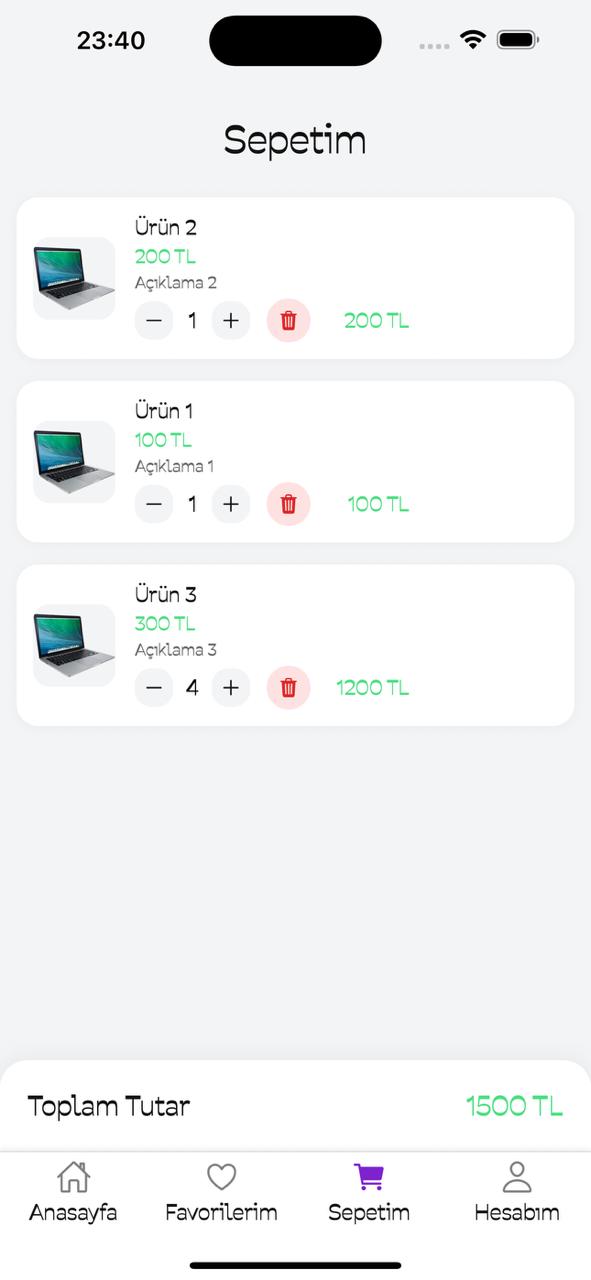 23:40
Sepetim
Ürün 2
200 TL
Açıklama 2
− 1 + 200 TL
Ürün 1
100 TL
Açıklama 1
− 1 + 100 TL
Ürün 3
300 TL
Açıklama 3
− 4 + 1200 TL
Toplam Tutar 1500 TL
Anasayfa Favorilerim Sepetim Hesabım